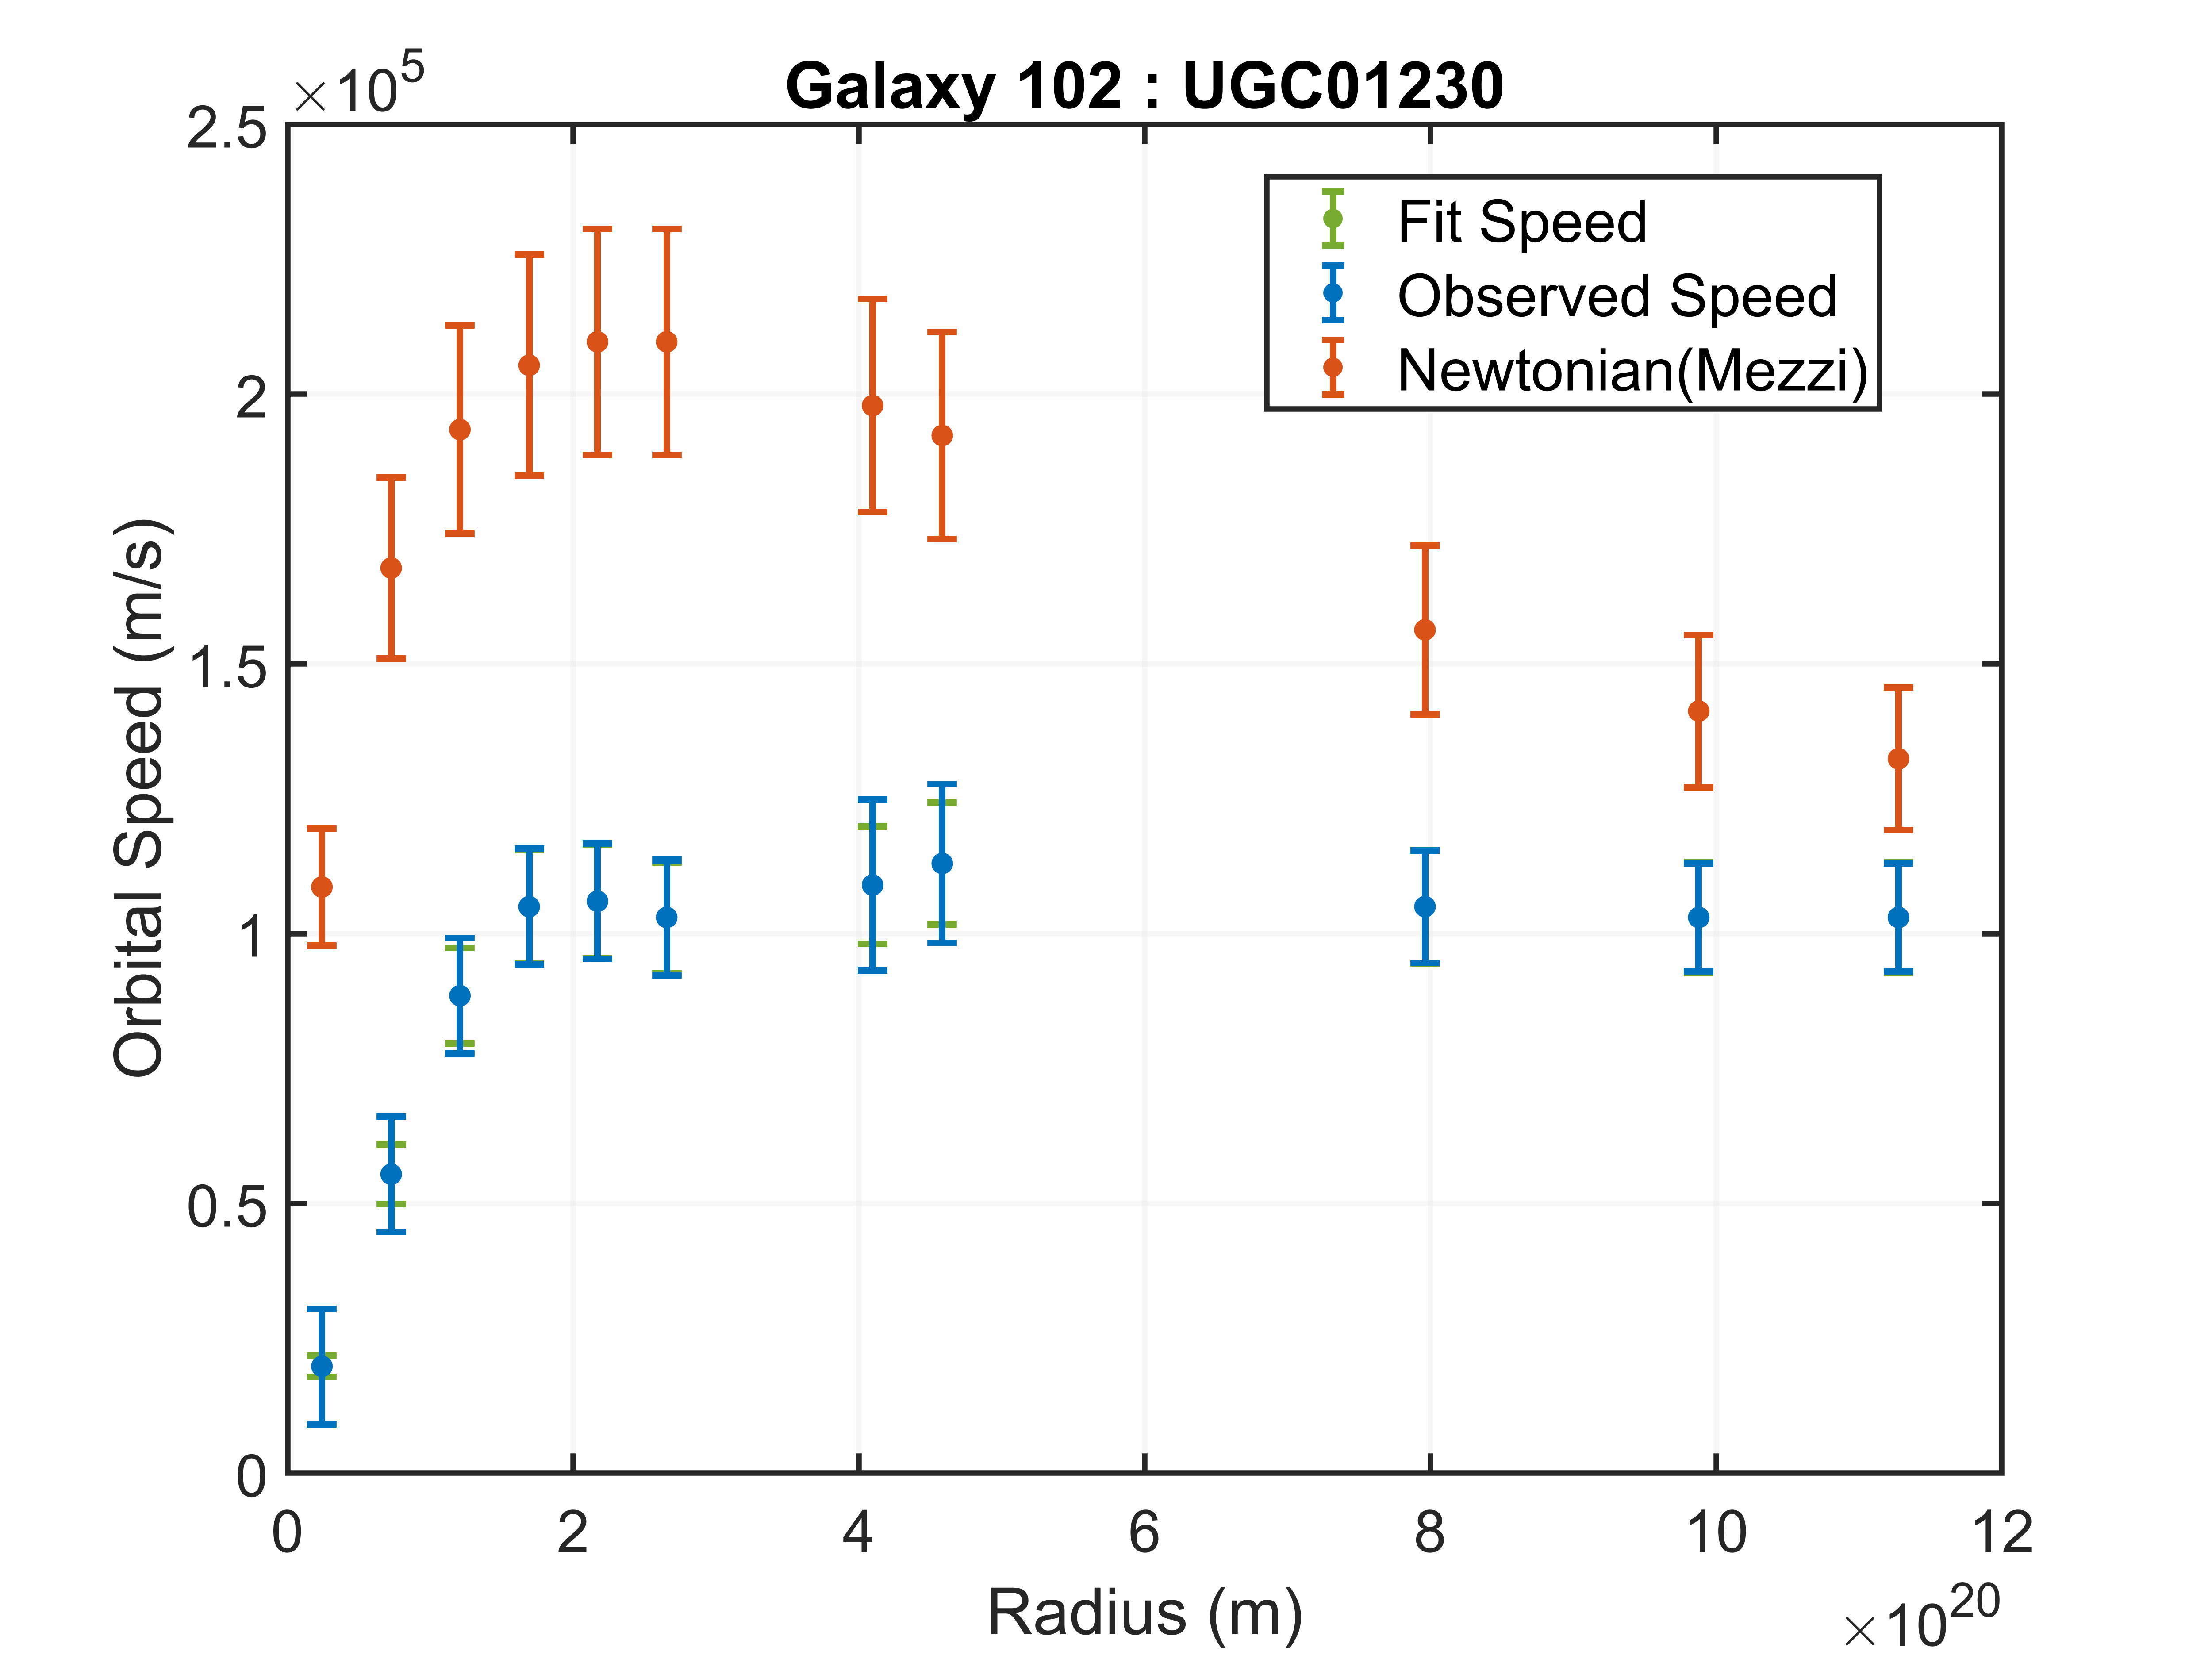 Galaxy 102 : UGC01230
×10^5
2.5
2
1.5
1
0.5
0
Orbital Speed (m/s)
Fit Speed
Observed Speed
Newtonian(Mezzi)
0 2 4 6 8 10 12
Radius (m)
×10^20